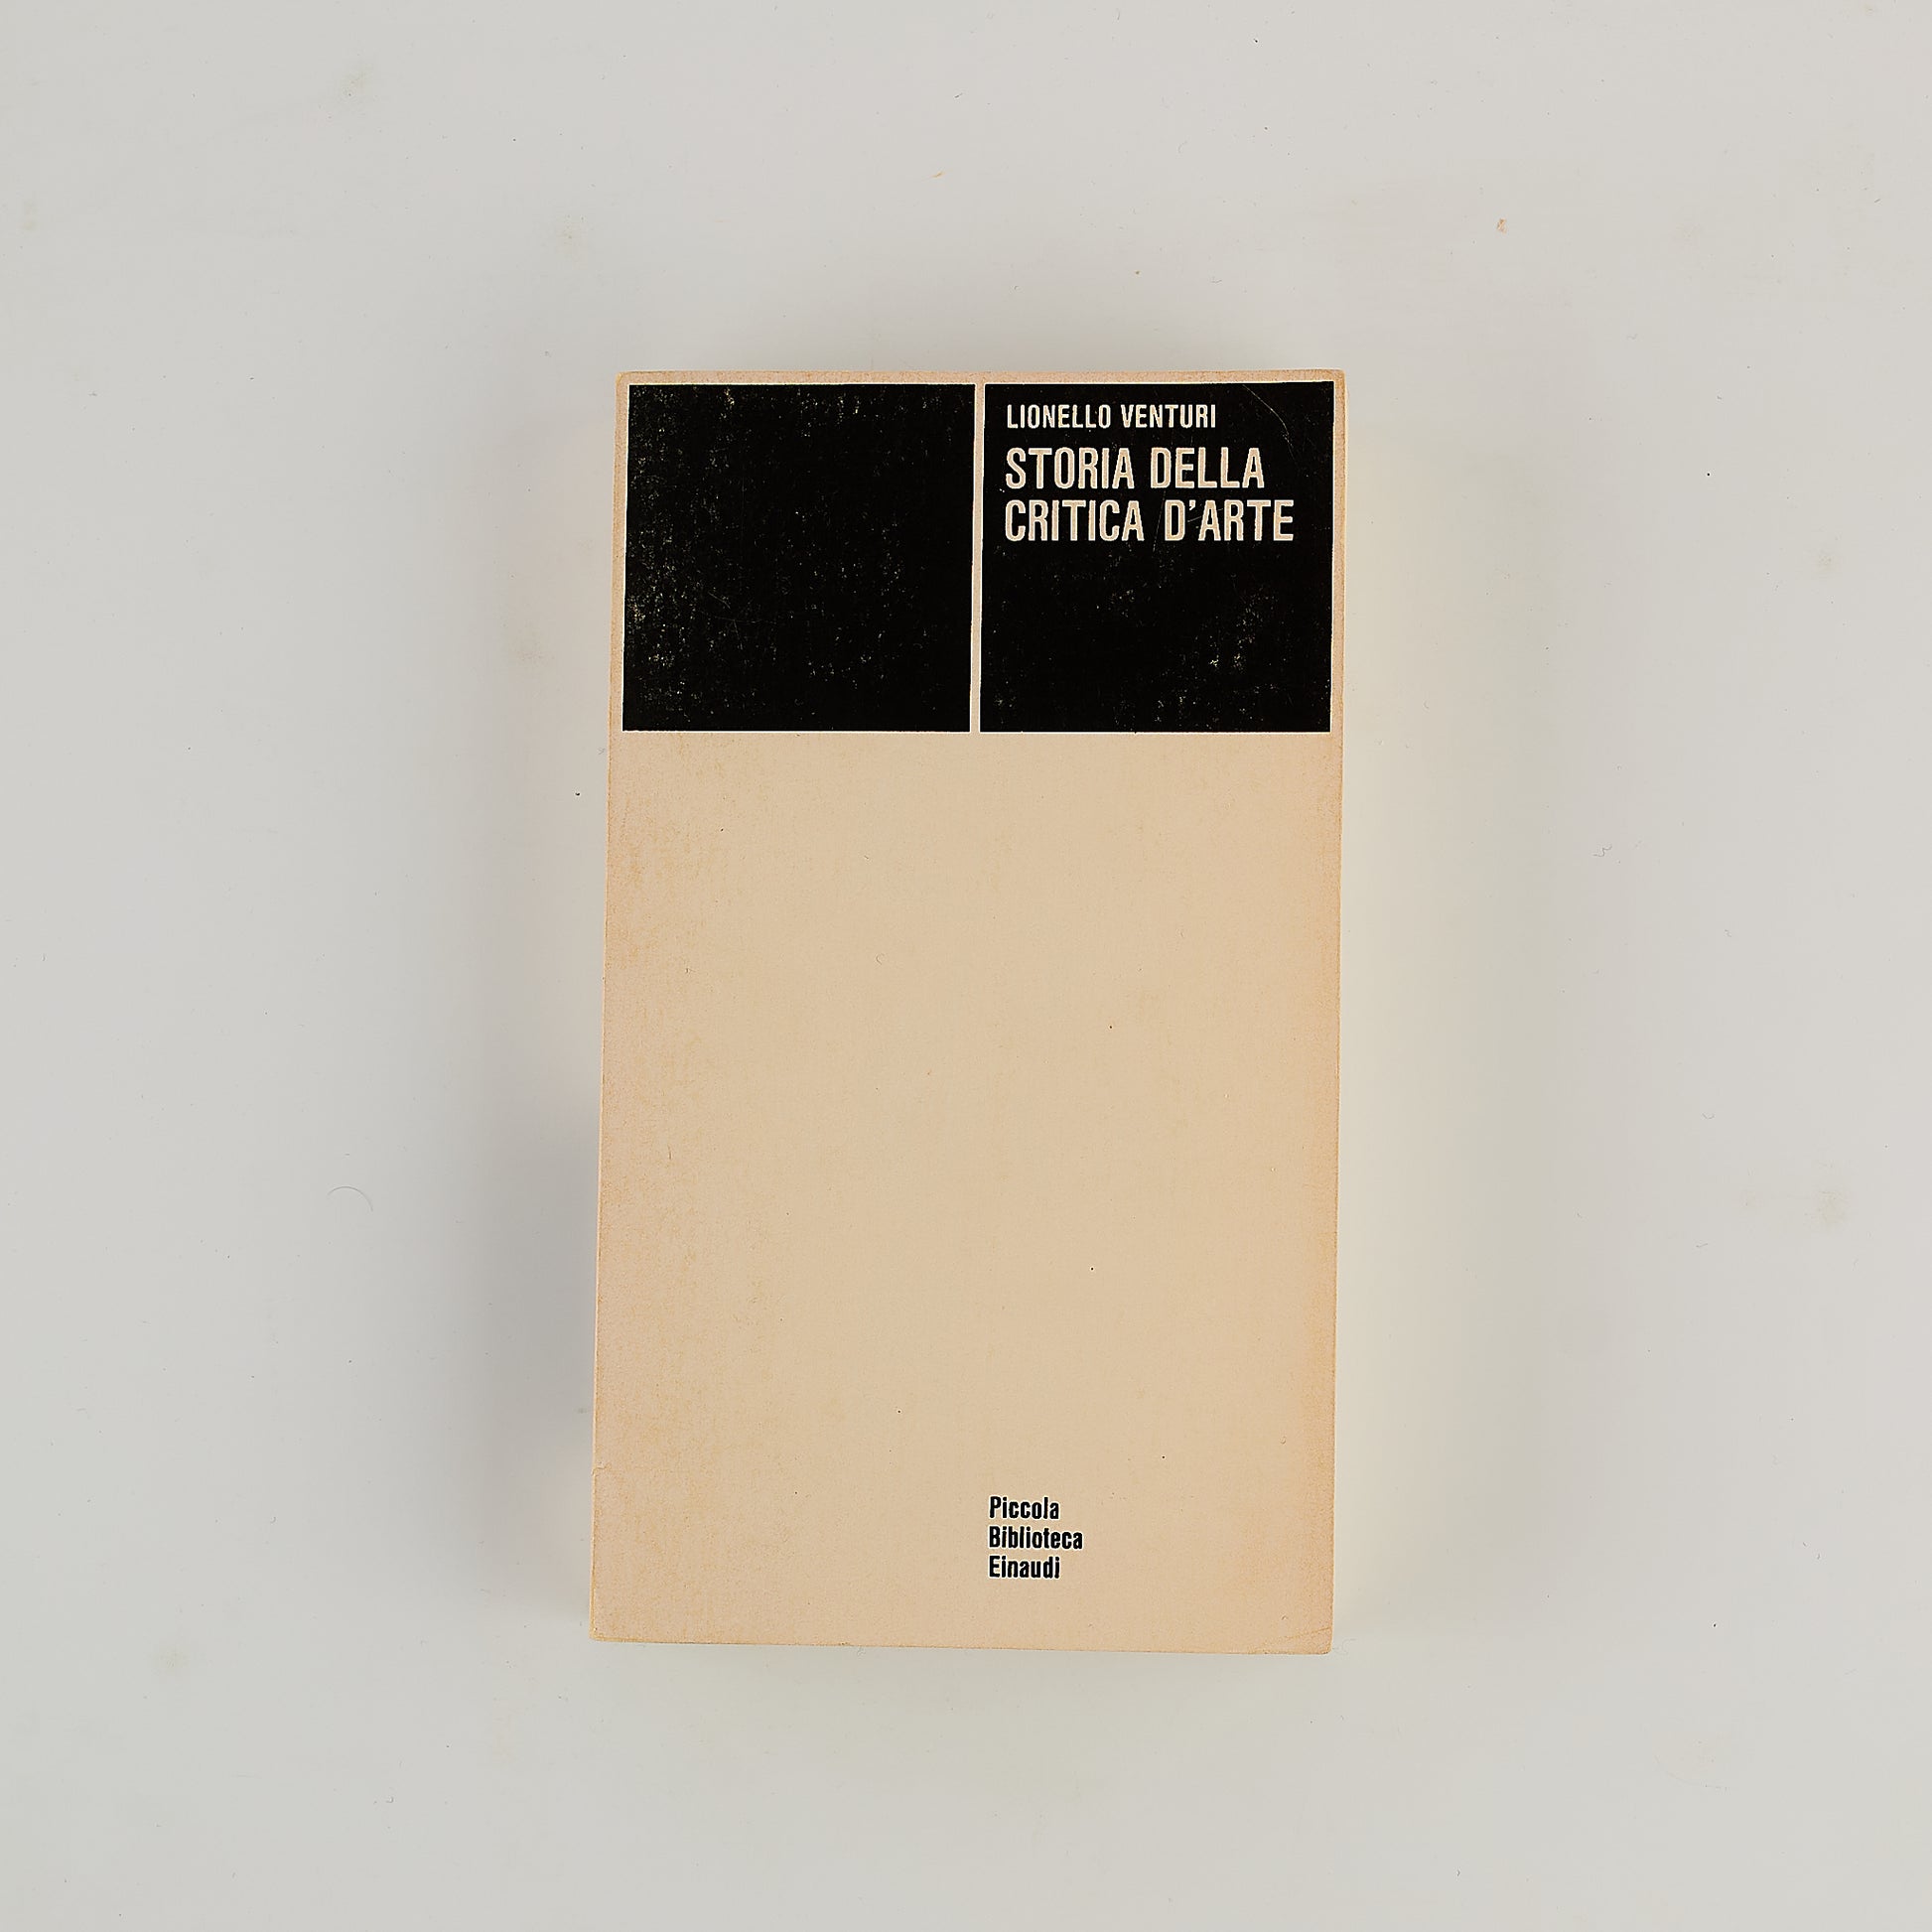 LIONELLO VENTURI
STORIA DELLA
CRITICA D'ARTE
Piccola
Biblioteca
Einaudi